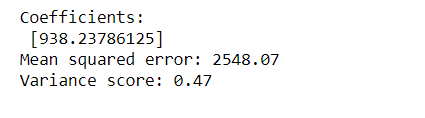 Coefficients:
[938.23786125]
Mean squared error: 2548.07
Variance score: 0.47